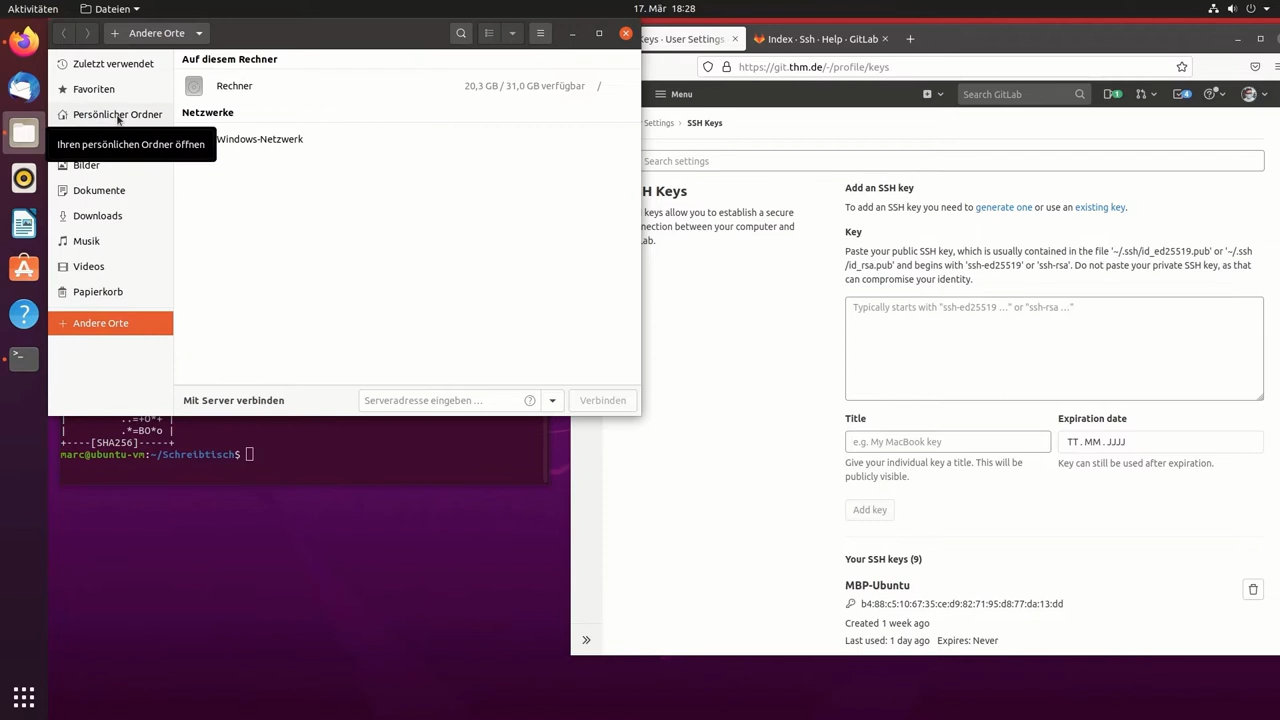 Aktivitäten
Dateien
17. Mär 18:28
Andere Orte
Zuletzt verwendet
Favoriten
Persönlicher Ordner
Ihren persönlichen Ordner öffnen
Bilder
Dokumente
Downloads
Musik
Videos
Papierkorb
Andere Orte
Auf diesem Rechner
Rechner
20,3 GB / 31,0 GB verfügbar /
Netzwerke
Windows-Netzwerk
Mit Server verbinden
Serveradresse eingeben …
Verbinden
| ..=+O*+ |
| .*=BO*o |
+----[SHA256]-----+
marc@ubuntu-vm:~/Schreibtisch$
Keys · User Settings
Index · Ssh · Help · GitLab
https://git.thm.de/-/profile/keys
Menu
Search GitLab
1
4
Settings > SSH Keys
Search settings
H Keys
keys allow you to establish a secure
nection between your computer and
ab.
Add an SSH key
To add an SSH key you need to generate one or use an existing key.
Key
Paste your public SSH key, which is usually contained in the file '~/.ssh/id_ed25519.pub' or '~/.ssh
/id_rsa.pub' and begins with 'ssh-ed25519' or 'ssh-rsa'. Do not paste your private SSH key, as that
can compromise your identity.
Typically starts with "ssh-ed25519 …" or "ssh-rsa …"
Title
Expiration date
e.g. My MacBook key
TT . MM . JJJJ
Give your individual key a title. This will be
publicly visible.
Key can still be used after expiration.
Add key
Your SSH keys (9)
MBP-Ubuntu
b4:88:c5:10:67:35:ce:d9:82:71:95:d8:77:da:13:dd
Created 1 week ago
Last used: 1 day ago Expires: Never